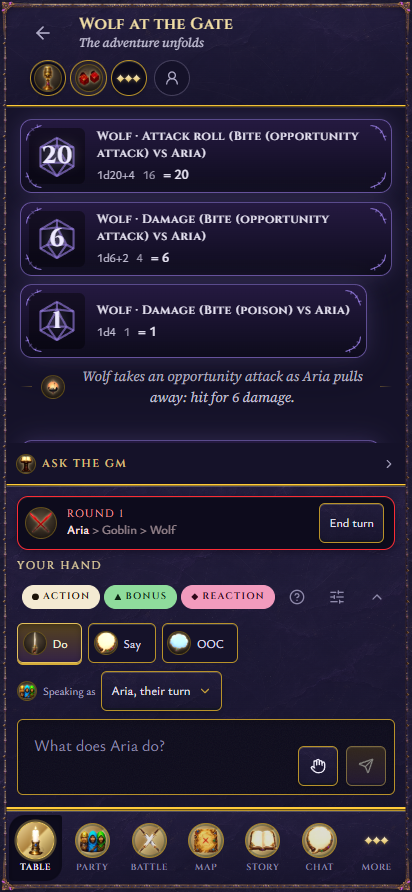 Wolf at the Gate
The adventure unfolds
20
Wolf · Attack roll (Bite (opportunity
attack) vs Aria)
1d20+4 16 = 20
6
Wolf · Damage (Bite (opportunity
attack) vs Aria)
1d6+2 4 = 6
1
Wolf · Damage (Bite (poison) vs Aria)
1d4 1 = 1
Wolf takes an opportunity attack as Aria pulls
away: hit for 6 damage.
ASK THE GM
ROUND 1
Aria > Goblin > Wolf
End turn
YOUR HAND
ACTION
BONUS
REACTION
Do
Say
OOC
Speaking as
Aria, their turn
What does Aria do?
TABLE
PARTY
BATTLE
MAP
STORY
CHAT
MORE